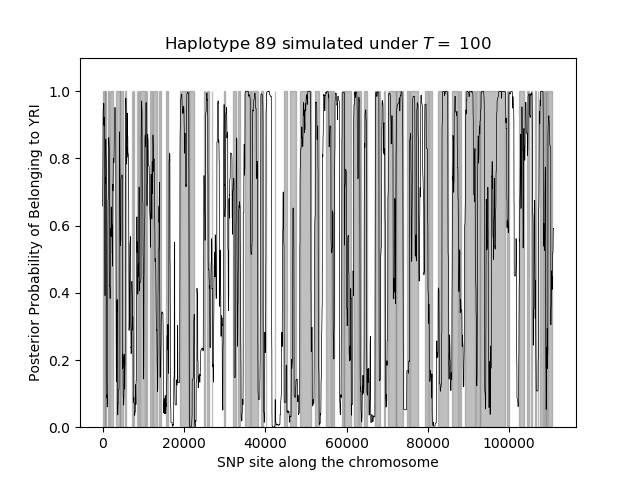 Haplotype 89 simulated under T = 100
Posterior Probability of Belonging to YRI
1.0
0.8
0.6
0.4
0.2
0.0
0 20000 40000 60000 80000 100000
SNP site along the chromosome